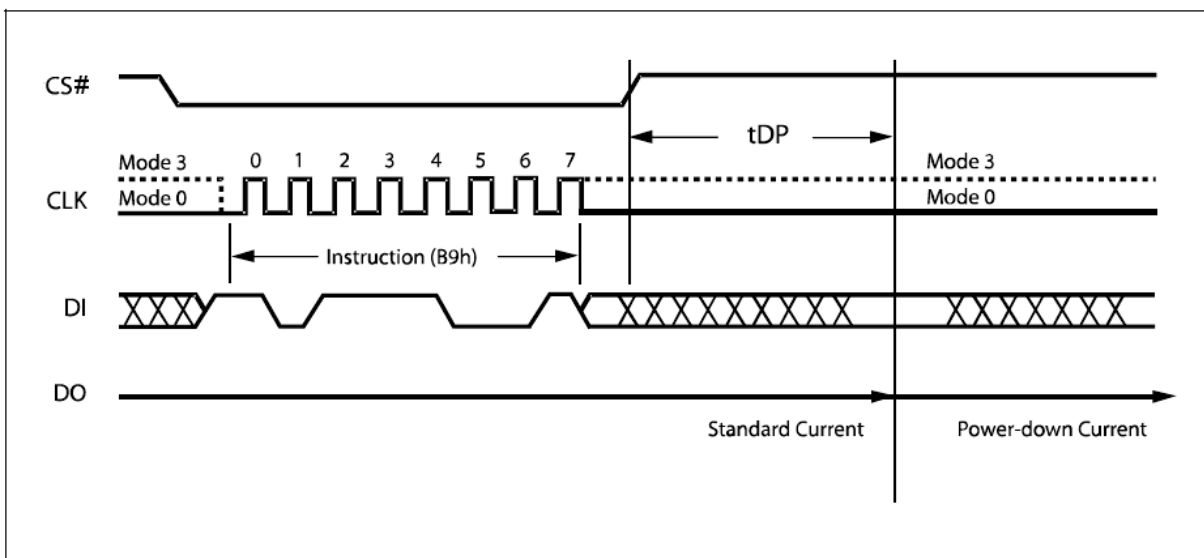 CS#
tDP
Mode 3 0 1 2 3 4 5 6 7 Mode 3
CLK Mode 0 Mode 0
Instruction (B9h)
DI
DO
Standard Current Power-down Current